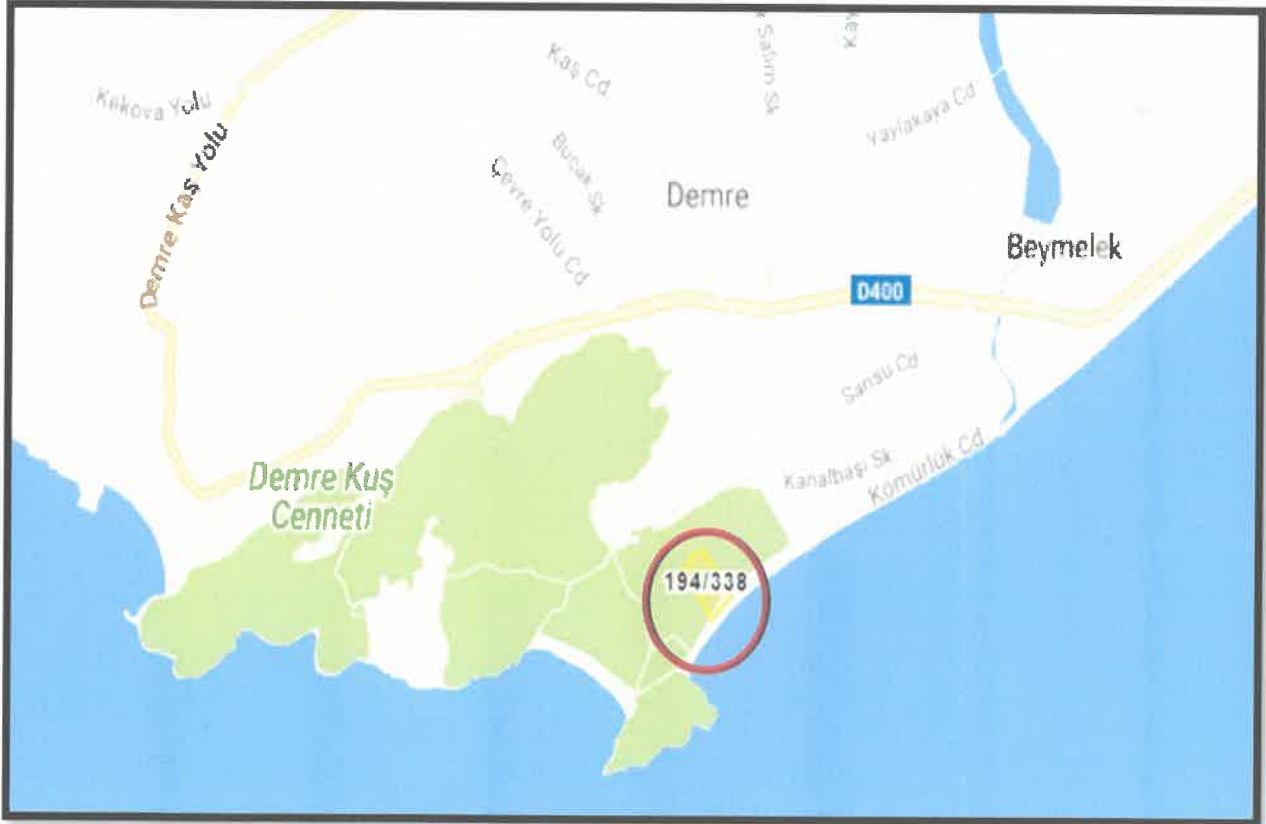 Kaş Cd
Kekova Yolu
Demre Kaş Yolu
Bucak Sk
Çevre Yolu Cd
Yaylakaya Cd
Demre
Beymelek
D400
Sarısu Cd
Kanalbaşı Sk
Kömürlük Cd
Demre Kuş
Cenneti
194/338